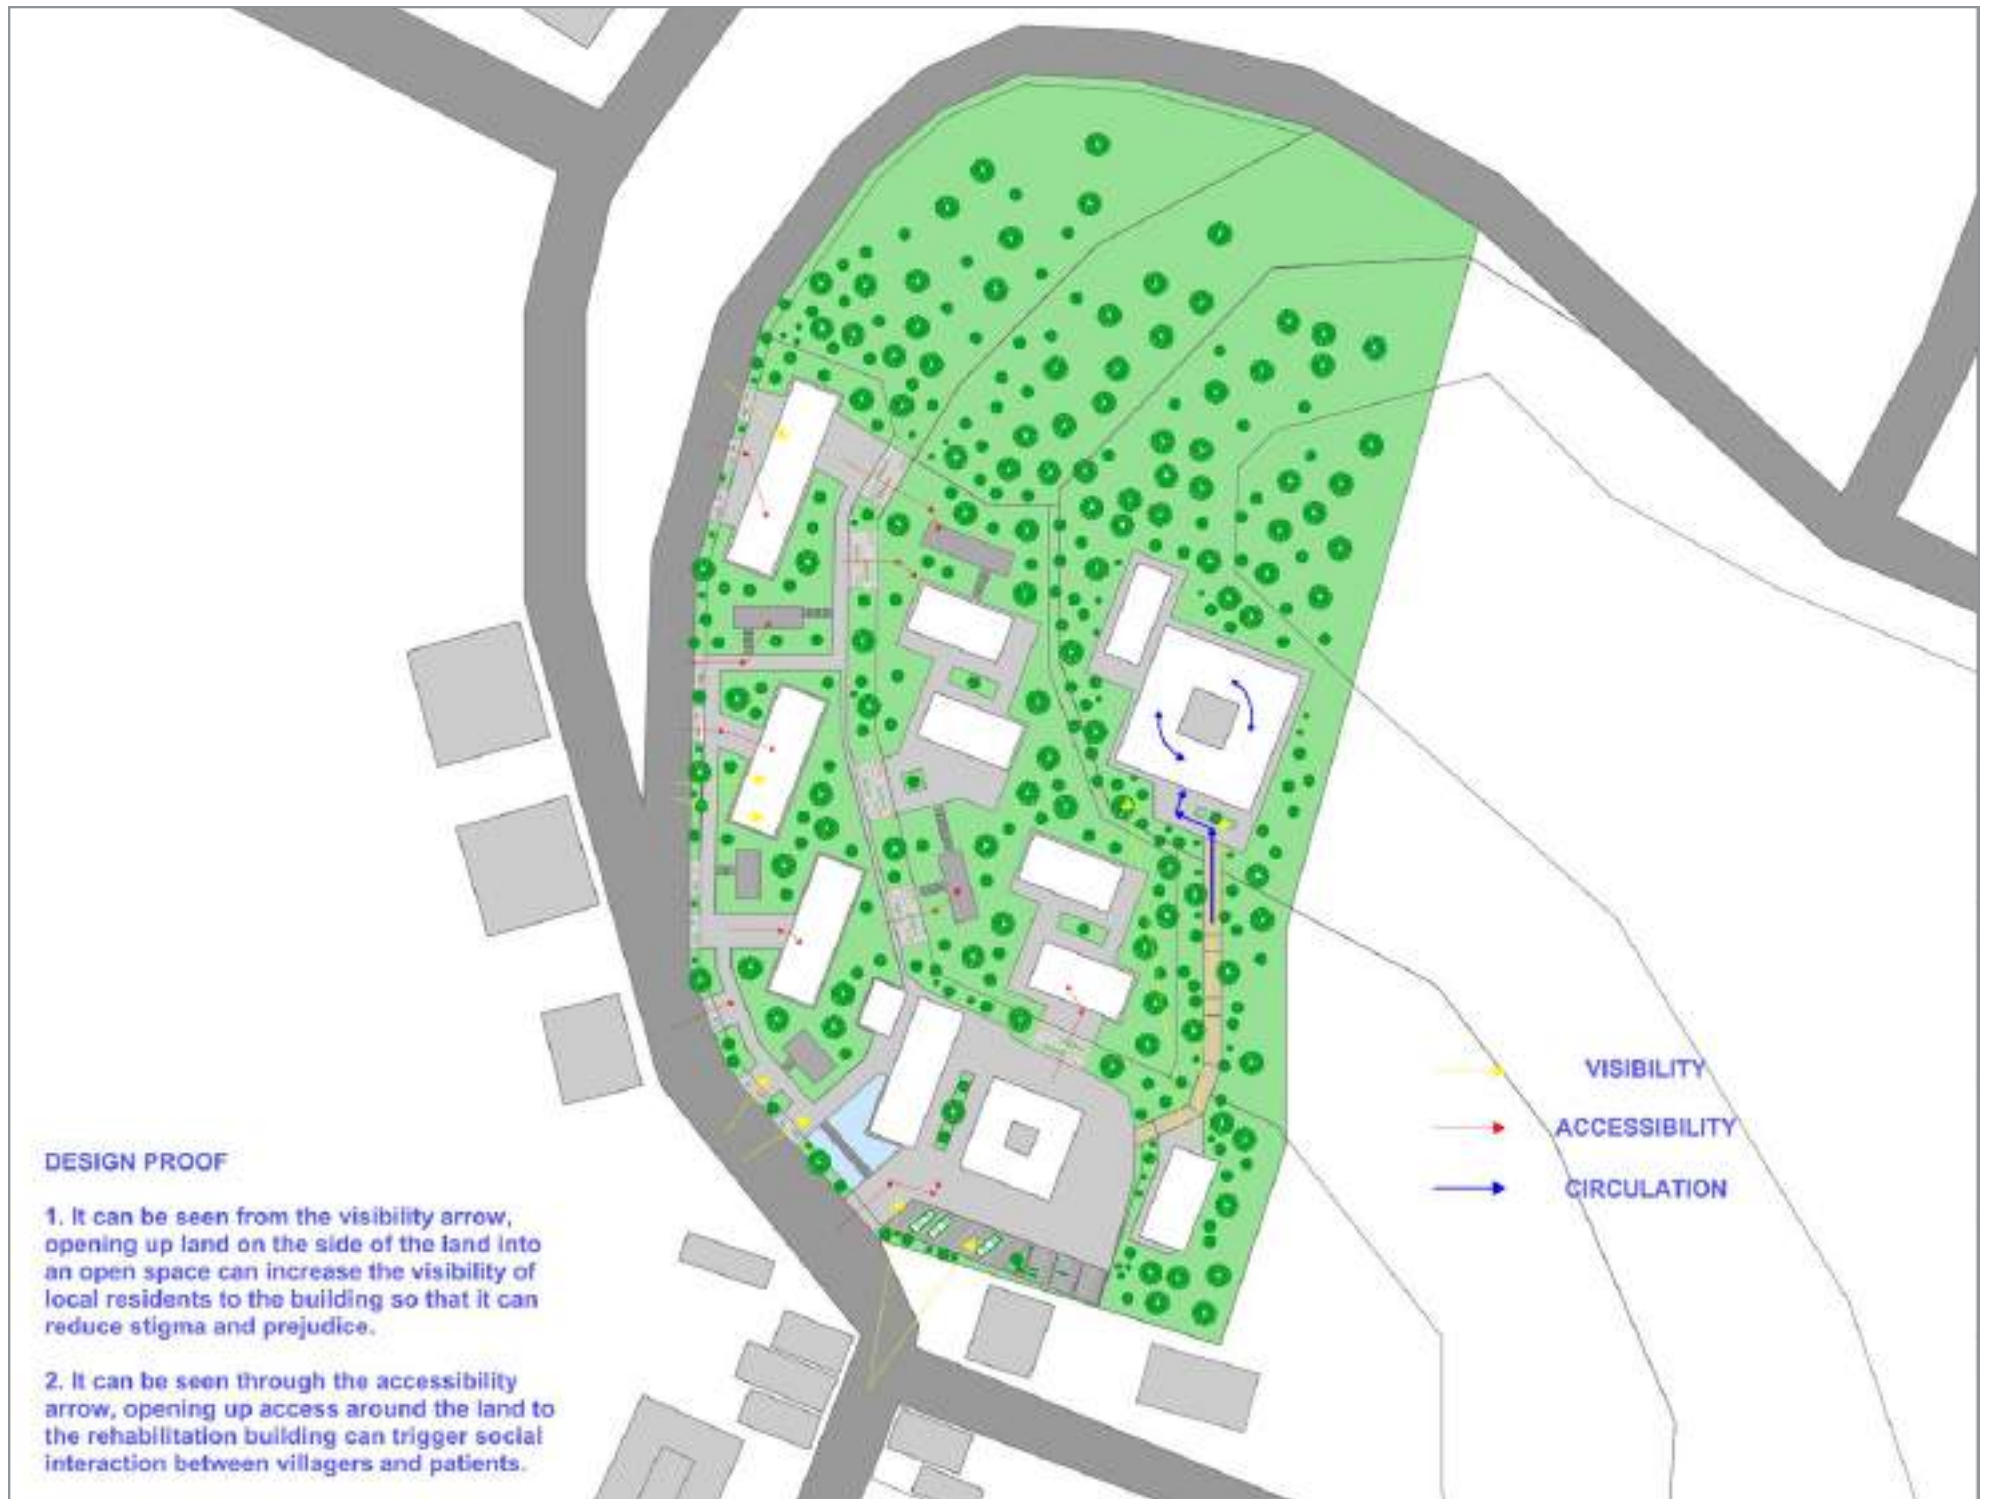 DESIGN PROOF
1. It can be seen from the visibility arrow,
opening up land on the side of the land into
an open space can increase the visibility of
local residents to the building so that it can
reduce stigma and prejudice.
2. It can be seen through the accessibility
arrow, opening up access around the land to
the rehabilitation building can trigger social
interaction between villagers and patients.
VISIBILITY
ACCESSIBILITY
CIRCULATION